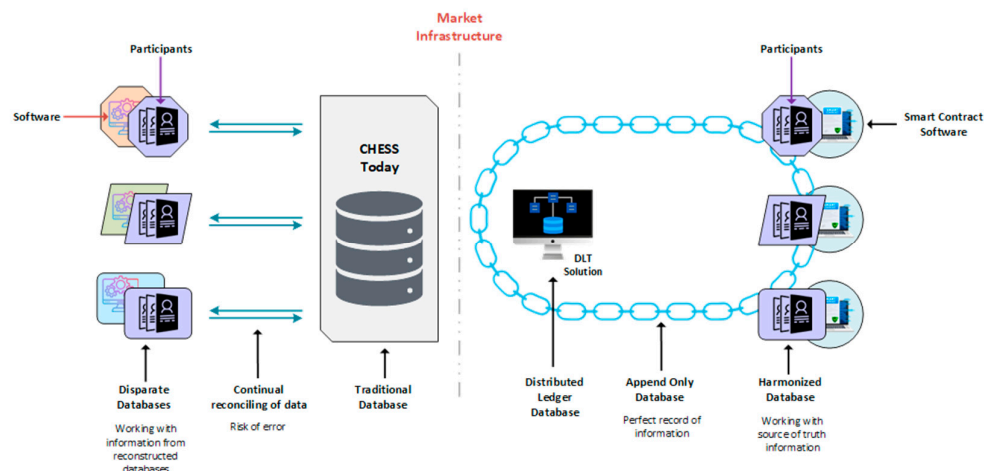 Market
Infrastructure
Participants
Participants
Software
Smart Contract
Software
CHESS
Today
DLT
Solution
Disparate
Databases
Working with
information from
reconstructed
databases
Continual
reconciling of data
Risk of error
Traditional
Database
Distributed
Ledger
Database
Append Only
Database
Perfect record of
information
Harmonized
Database
Working with
source of truth
information